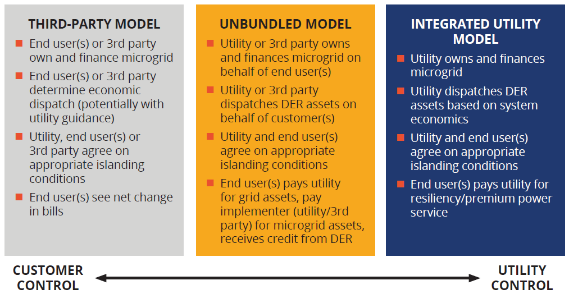 THIRD-PARTY MODEL
End user(s) or 3rd party
own and finance microgrid
End user(s) or 3rd party
determine economic
dispatch (potentially with
utility guidance)
Utility, end user(s) or
3rd party agree on
appropriate islanding
conditions
End user(s) see net change
in bills
UNBUNDLED MODEL
Utility or 3rd party owns
and finances microgrid on
behalf of end user(s)
Utility or 3rd party
dispatches DER assets on
behalf of customer(s)
Utility and end user(s)
agree on appropriate
islanding conditions
End user(s) pays utility
for grid assets, pay
implementer (utility/3rd
party) for microgrid assets,
receives credit from DER
INTEGRATED UTILITY
MODEL
Utility owns and finances
microgrid
Utility dispatches DER
assets based on system
economics
Utility and end user(s)
agree on appropriate
islanding conditions
End user(s) pays utility for
resiliency/premium power
service
CUSTOMER
CONTROL
UTILITY
CONTROL